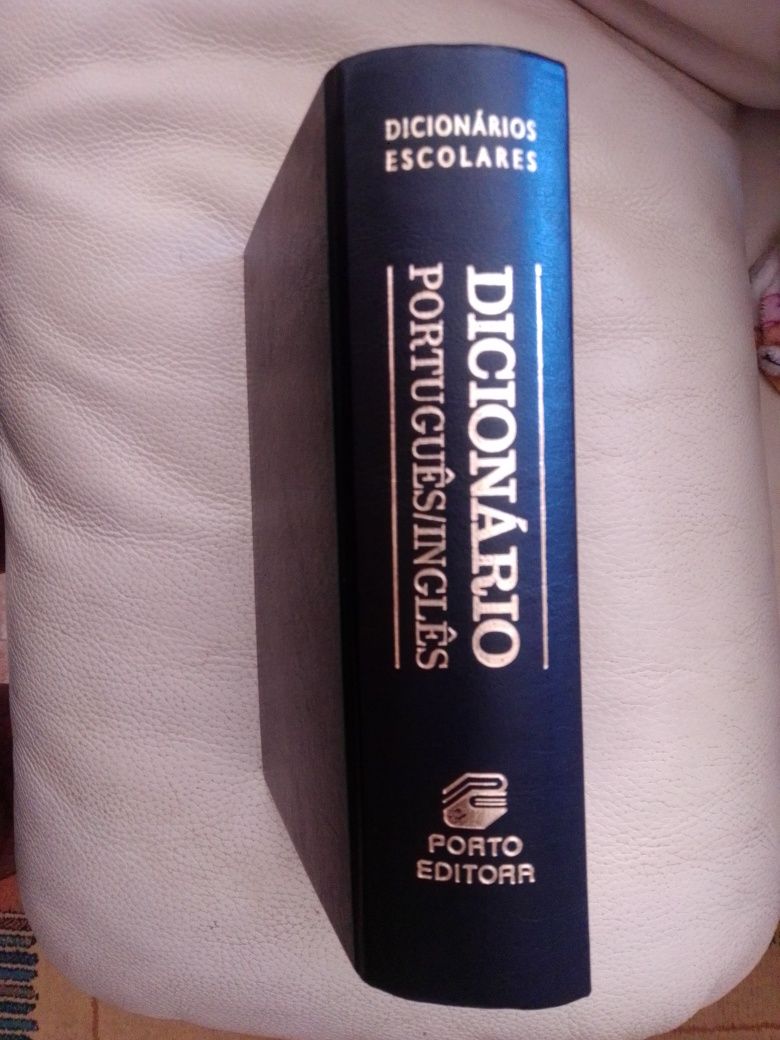 DICIONÁRIOS
ESCOLARES
DICIONÁRIO
PORTUGUÊS/INGLÊS
PORTO
EDITORA